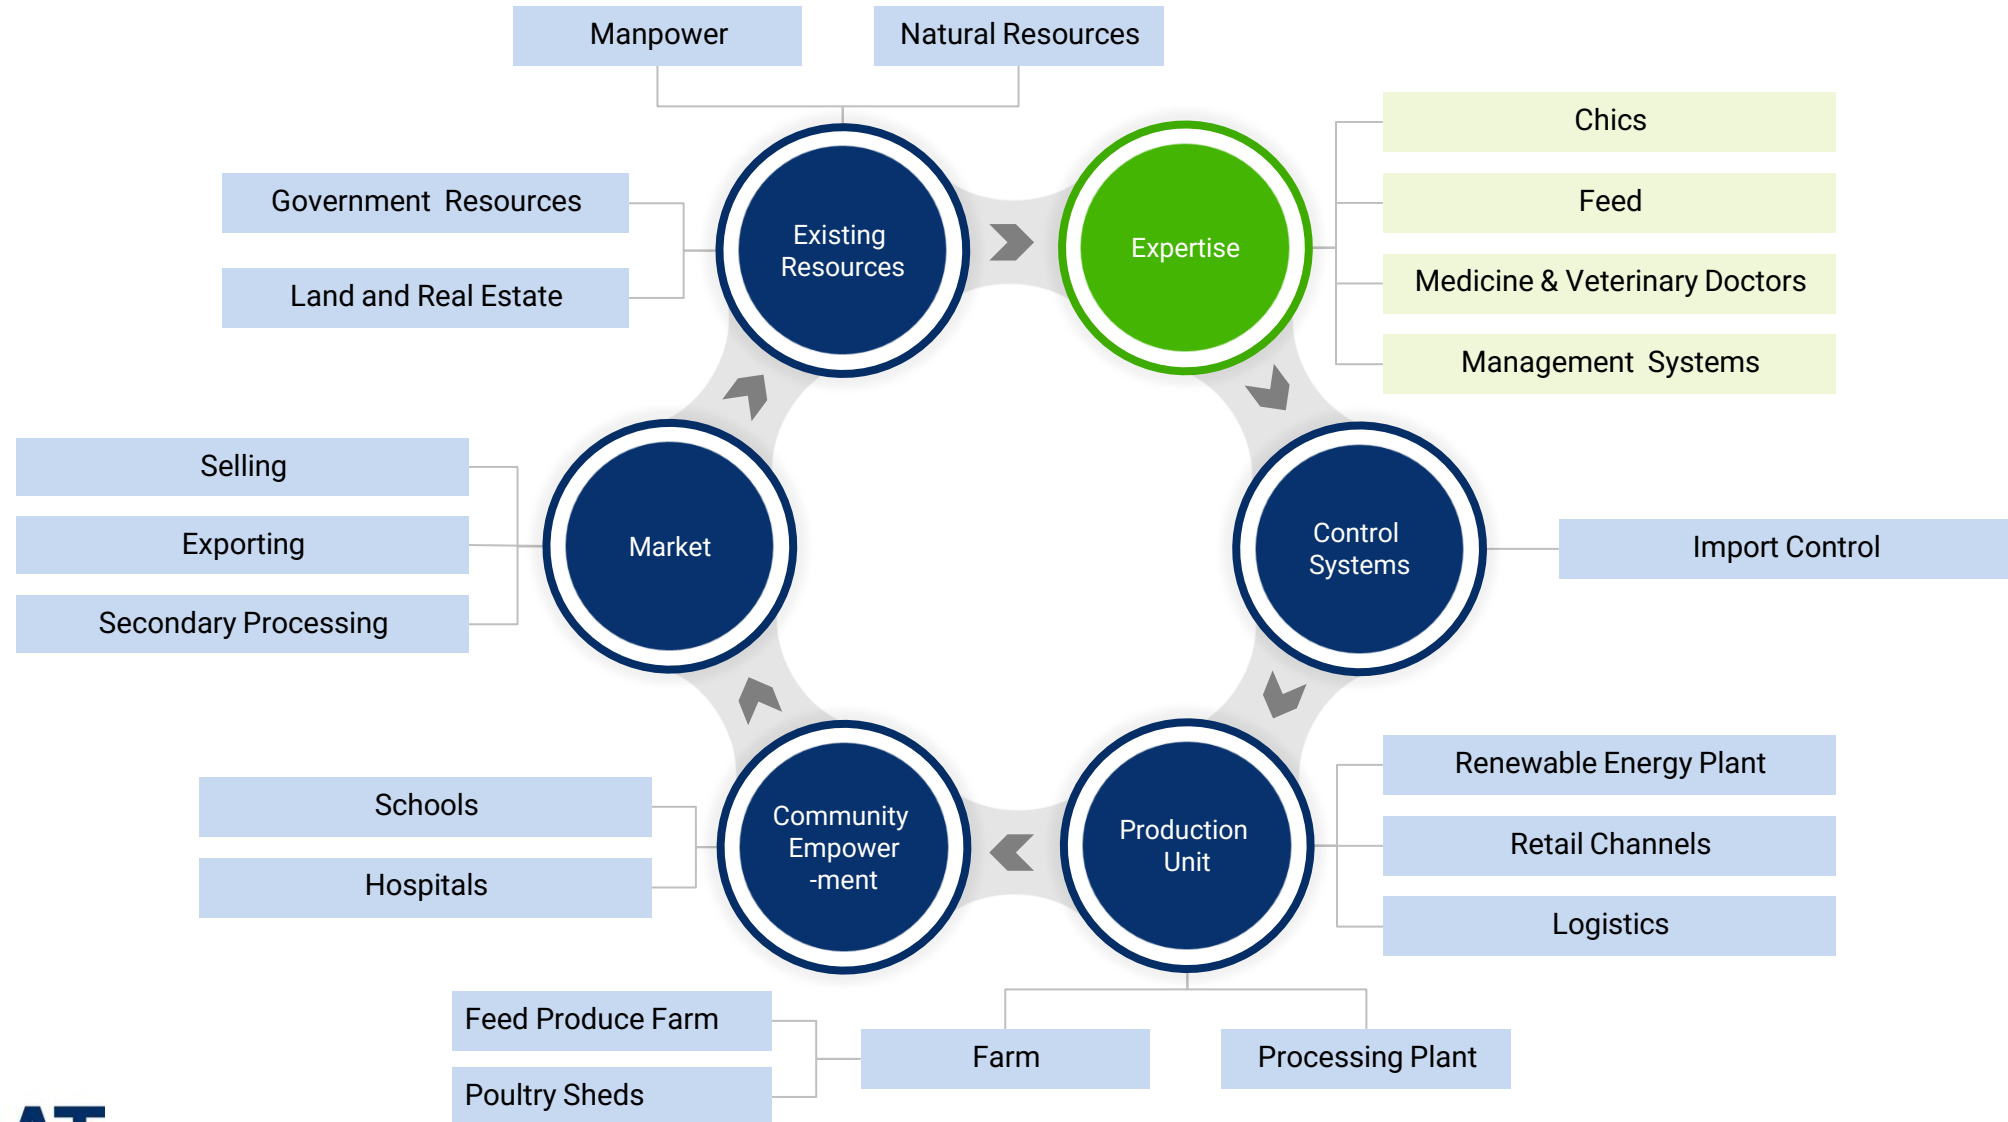 Manpower
Natural Resources
Chics
Government Resources
Feed
Existing
Resources
Expertise
Medicine & Veterinary Doctors
Land and Real Estate
Management Systems
Selling
Exporting
Market
Control
Systems
Import Control
Secondary Processing
Renewable Energy Plant
Schools
Community
Empower
-ment
Production
Unit
Retail Channels
Hospitals
Logistics
Feed Produce Farm
Farm
Processing Plant
Poultry Sheds
AT